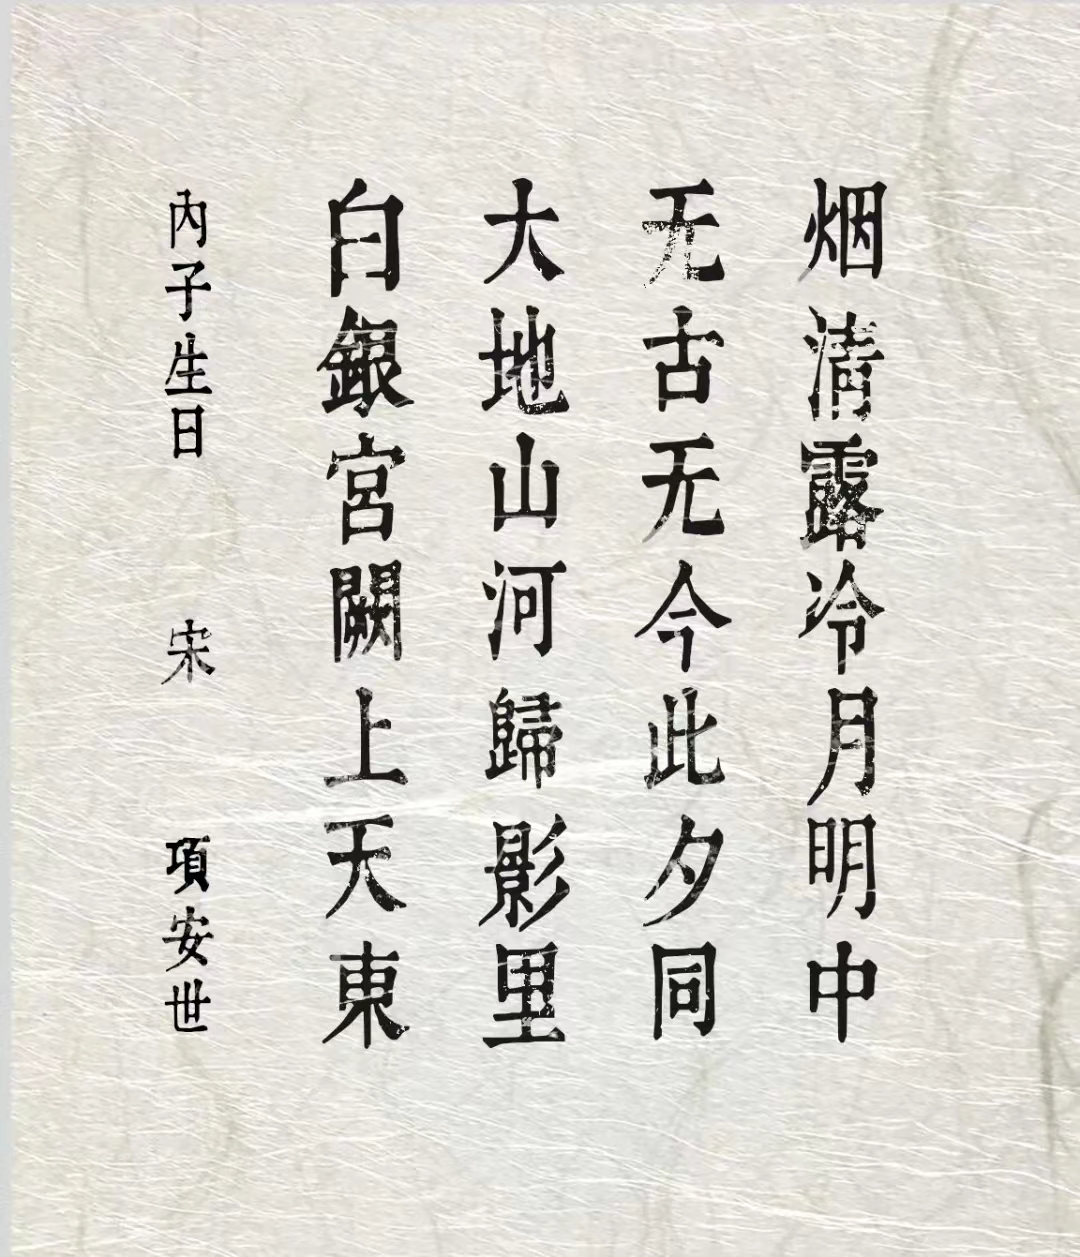 烟清露冷月明中
无古无今此夕同
大地山河歸影里
白銀宮闕上天東
內子生日 宋 項安世